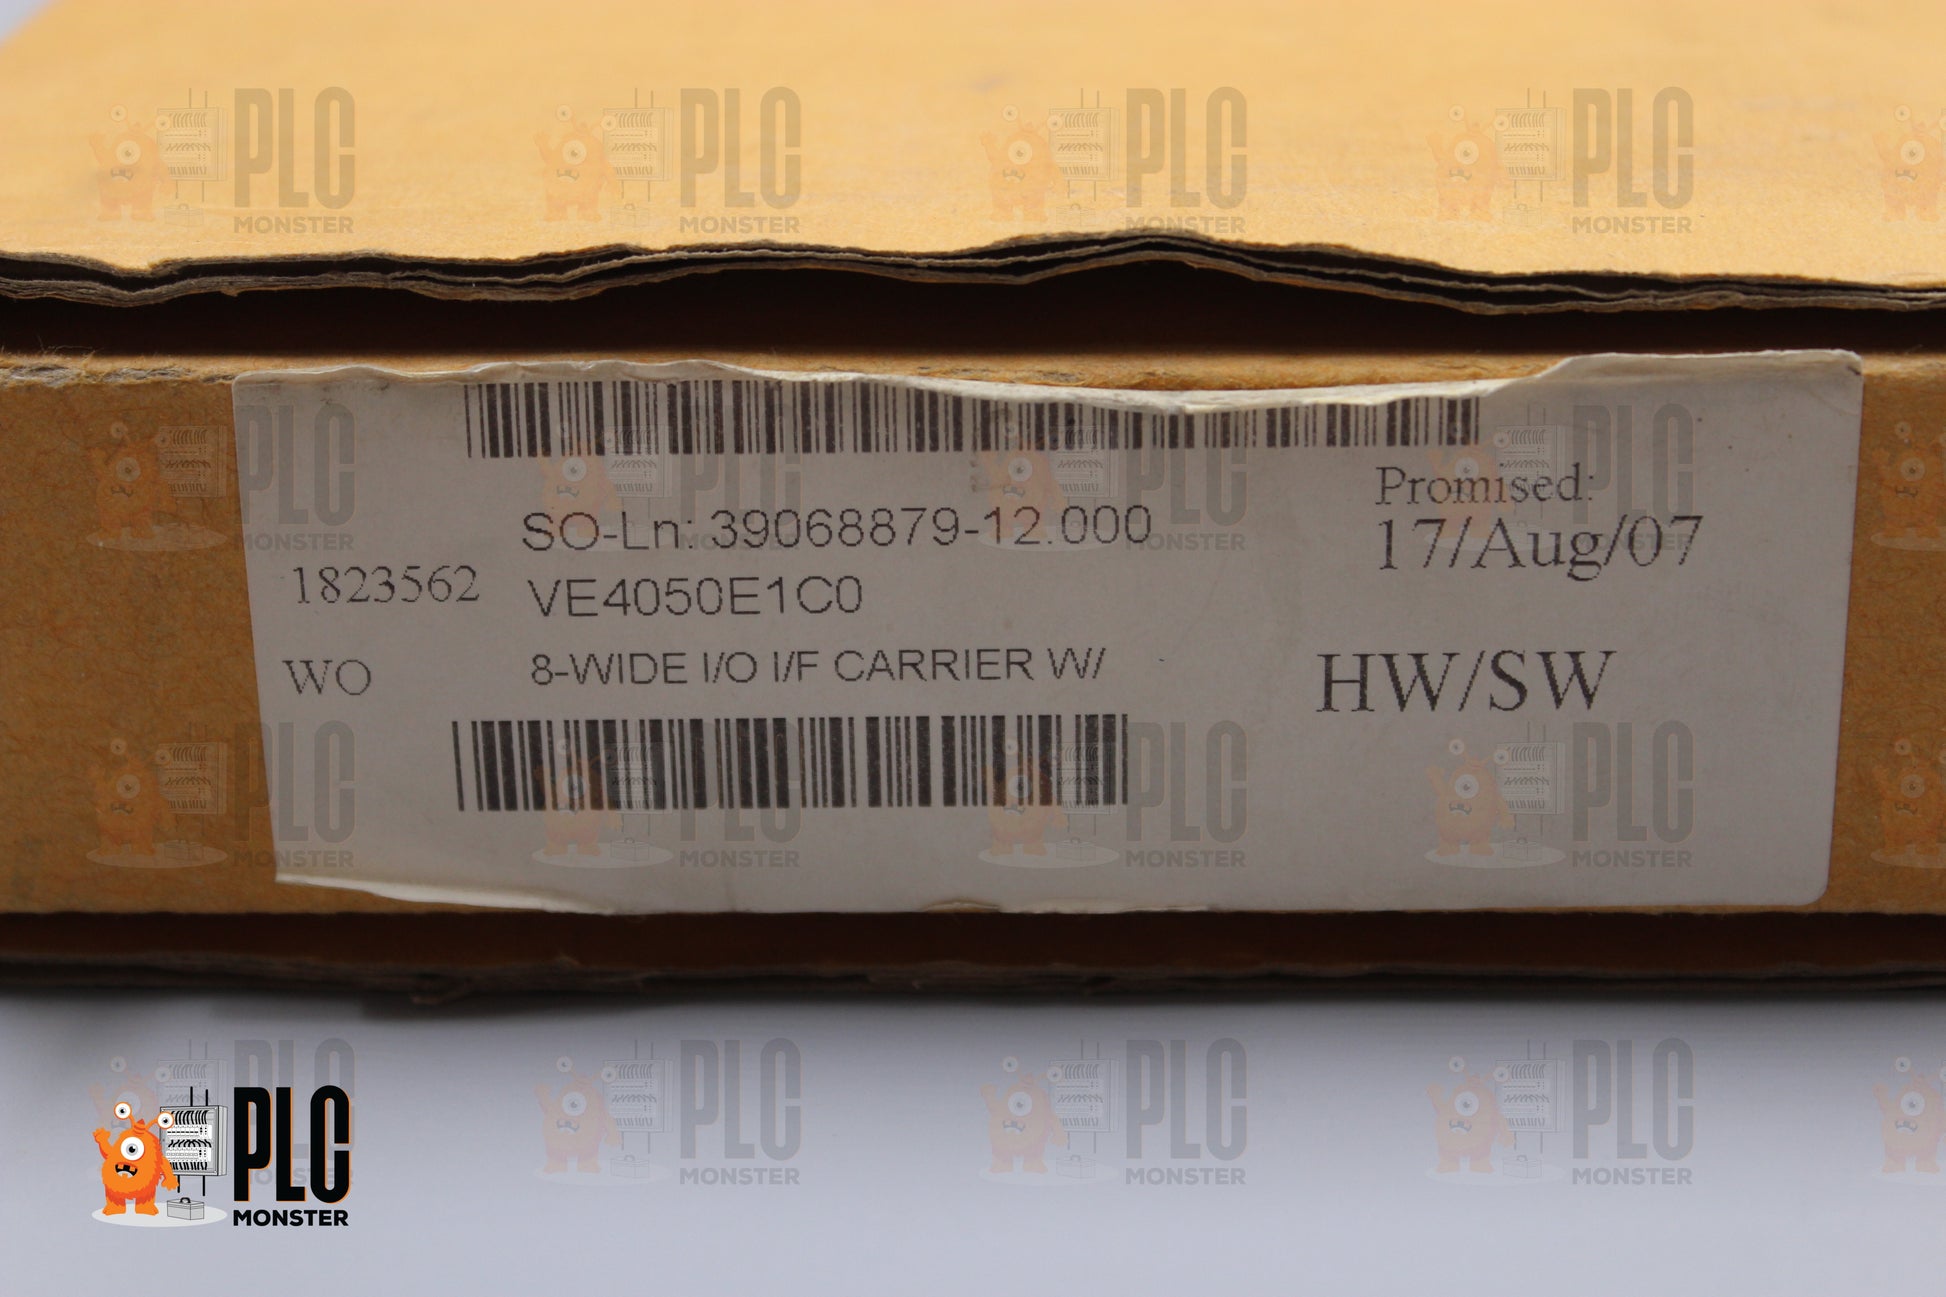 SO-Ln: 39068879-12.000
Promised:
17/Aug/07
1823562
VE4050E1C0
WO
8-WIDE I/O I/F CARRIER W/
HW/SW
PLC
MONSTER